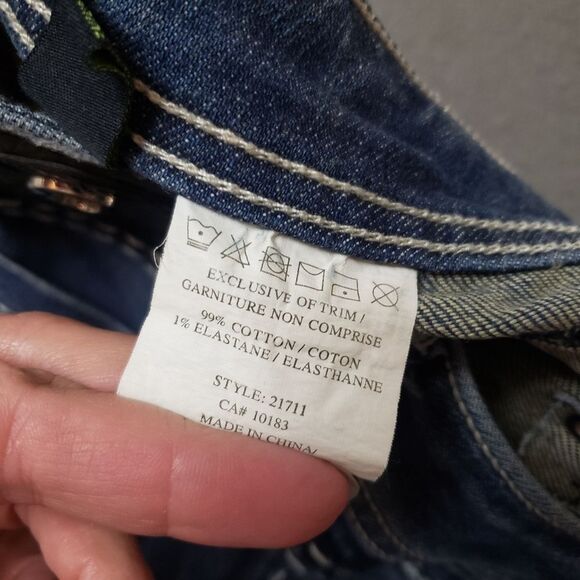 EXCLUSIVE OF TRIM /
GARNITURE NON COMPRISE
99% COTTON / COTON
1% ELASTANE / ELASTHANNE
STYLE: 21711
CA# 10183
MADE IN CHINA/